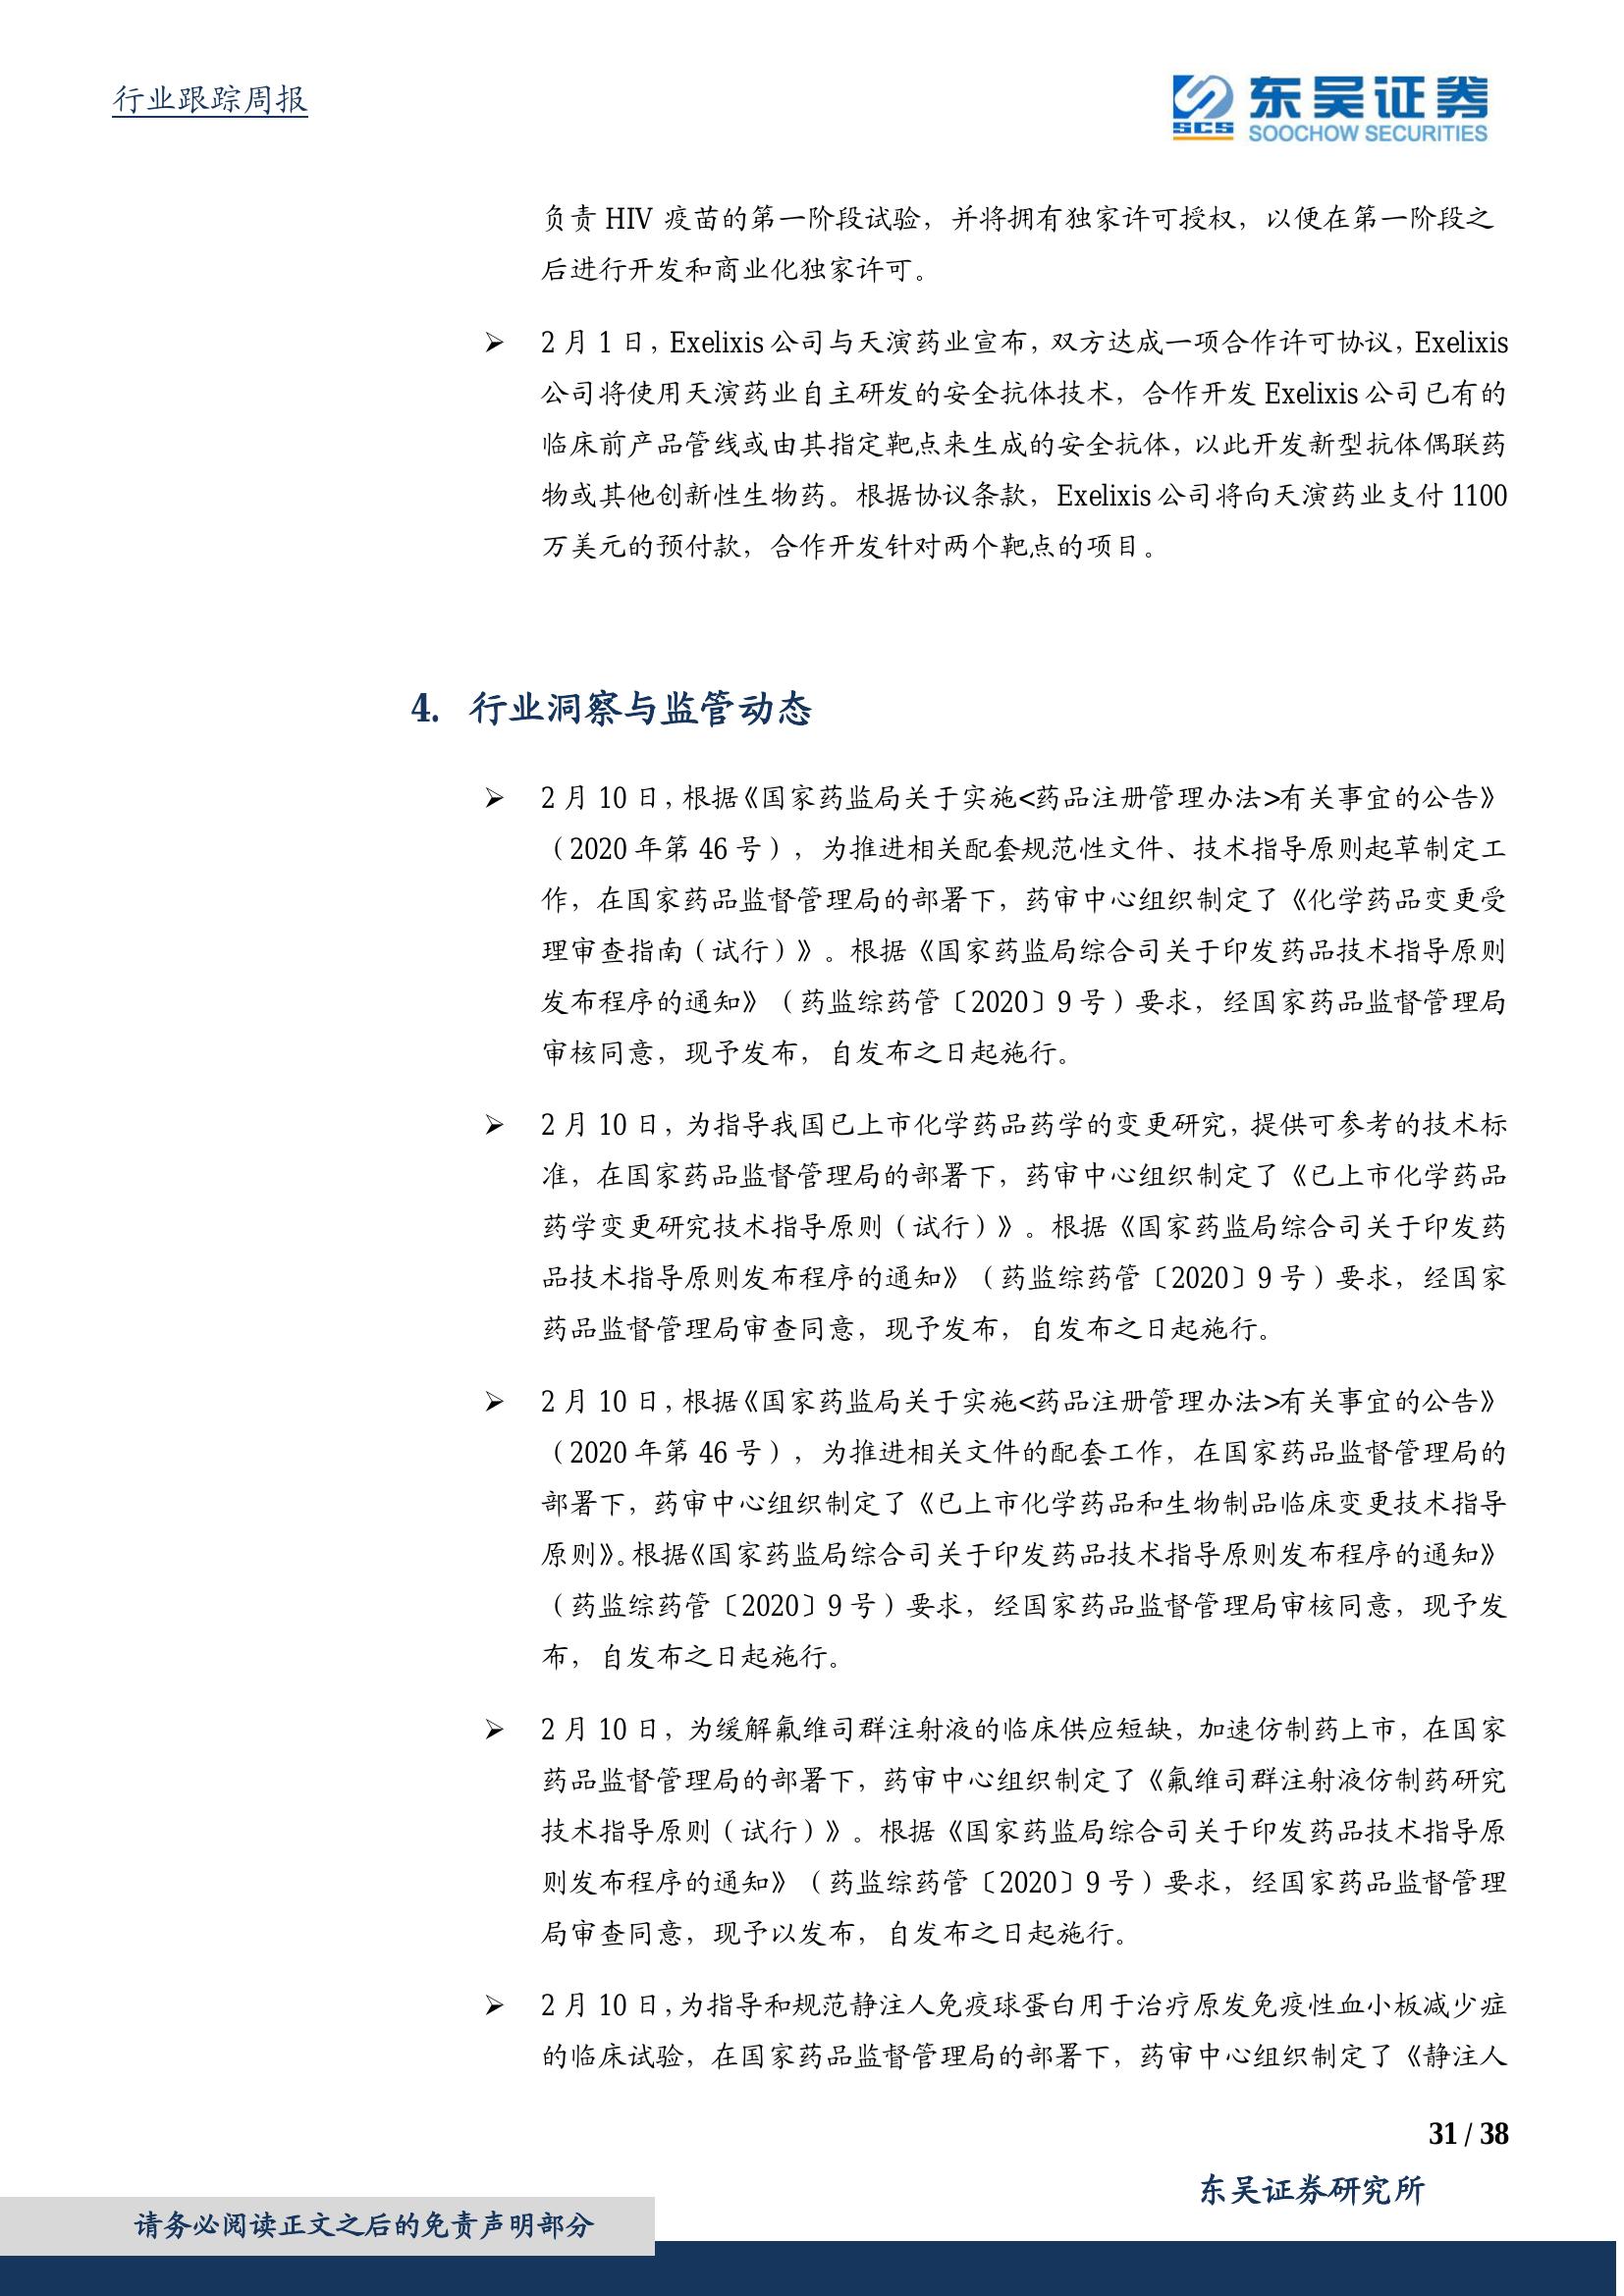 行业跟踪周报
SCS
东吴证券
SOOCHOW SECURITIES
负责 HIV 疫苗的第一阶段试验，并将拥有独家许可授权，以便在第一阶段之
后进行开发和商业化独家许可。
➢ 2 月 1 日，Exelixis 公司与天演药业宣布，双方达成一项合作许可协议，Exelixis
公司将使用天演药业自主研发的安全抗体技术，合作开发 Exelixis 公司已有的
临床前产品管线或由其指定靶点来生成的安全抗体，以此开发新型抗体偶联药
物或其他创新性生物药。根据协议条款，Exelixis 公司将向天演药业支付 1100
万美元的预付款，合作开发针对两个靶点的项目。
4. 行业洞察与监管动态
➢ 2 月 10 日，根据《国家药监局关于实施<药品注册管理办法>有关事宜的公告》
（2020 年第 46 号），为推进相关配套规范性文件、技术指导原则起草制定工
作，在国家药品监督管理局的部署下，药审中心组织制定了《化学药品变更受
理审查指南（试行）》。根据《国家药监局综合司关于印发药品技术指导原则
发布程序的通知》（药监综药管〔2020〕9 号）要求，经国家药品监督管理局
审核同意，现予发布，自发布之日起施行。
➢ 2 月 10 日，为指导我国已上市化学药品药学的变更研究，提供可参考的技术标
准，在国家药品监督管理局的部署下，药审中心组织制定了《已上市化学药品
药学变更研究技术指导原则（试行）》。根据《国家药监局综合司关于印发药
品技术指导原则发布程序的通知》（药监综药管〔2020〕9 号）要求，经国家
药品监督管理局审查同意，现予发布，自发布之日起施行。
➢ 2 月 10 日，根据《国家药监局关于实施<药品注册管理办法>有关事宜的公告》
（2020 年第 46 号），为推进相关文件的配套工作，在国家药品监督管理局的
部署下，药审中心组织制定了《已上市化学药品和生物制品临床变更技术指导
原则》。根据《国家药监局综合司关于印发药品技术指导原则发布程序的通知》
（药监综药管〔2020〕9 号）要求，经国家药品监督管理局审核同意，现予发
布，自发布之日起施行。
➢ 2 月 10 日，为缓解氟维司群注射液的临床供应短缺，加速仿制药上市，在国家
药品监督管理局的部署下，药审中心组织制定了《氟维司群注射液仿制药研究
技术指导原则（试行）》。根据《国家药监局综合司关于印发药品技术指导原
则发布程序的通知》（药监综药管〔2020〕9 号）要求，经国家药品监督管理
局审查同意，现予以发布，自发布之日起施行。
➢ 2 月 10 日，为指导和规范静注人免疫球蛋白用于治疗原发免疫性血小板减少症
的临床试验，在国家药品监督管理局的部署下，药审中心组织制定了《静注人
31 / 38
东吴证券研究所
请务必阅读正文之后的免责声明部分